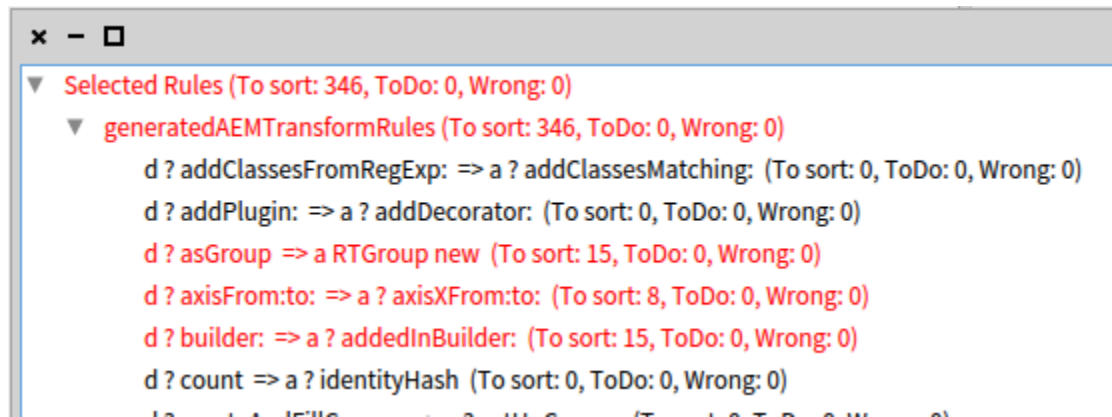 Selected Rules (To sort: 346, ToDo: 0, Wrong: 0)
generatedAEMTransformRules (To sort: 346, ToDo: 0, Wrong: 0)
d ? addClassesFromRegExp: => a ? addClassesMatching: (To sort: 0, ToDo: 0, Wrong: 0)
d ? addPlugin: => a ? addDecorator: (To sort: 0, ToDo: 0, Wrong: 0)
d ? asGroup => a RTGroup new (To sort: 15, ToDo: 0, Wrong: 0)
d ? axisFrom:to: => a ? axisXFrom:to: (To sort: 8, ToDo: 0, Wrong: 0)
d ? builder: => a ? addedInBuilder: (To sort: 15, ToDo: 0, Wrong: 0)
d ? count => a ? identityHash (To sort: 0, ToDo: 0, Wrong: 0)